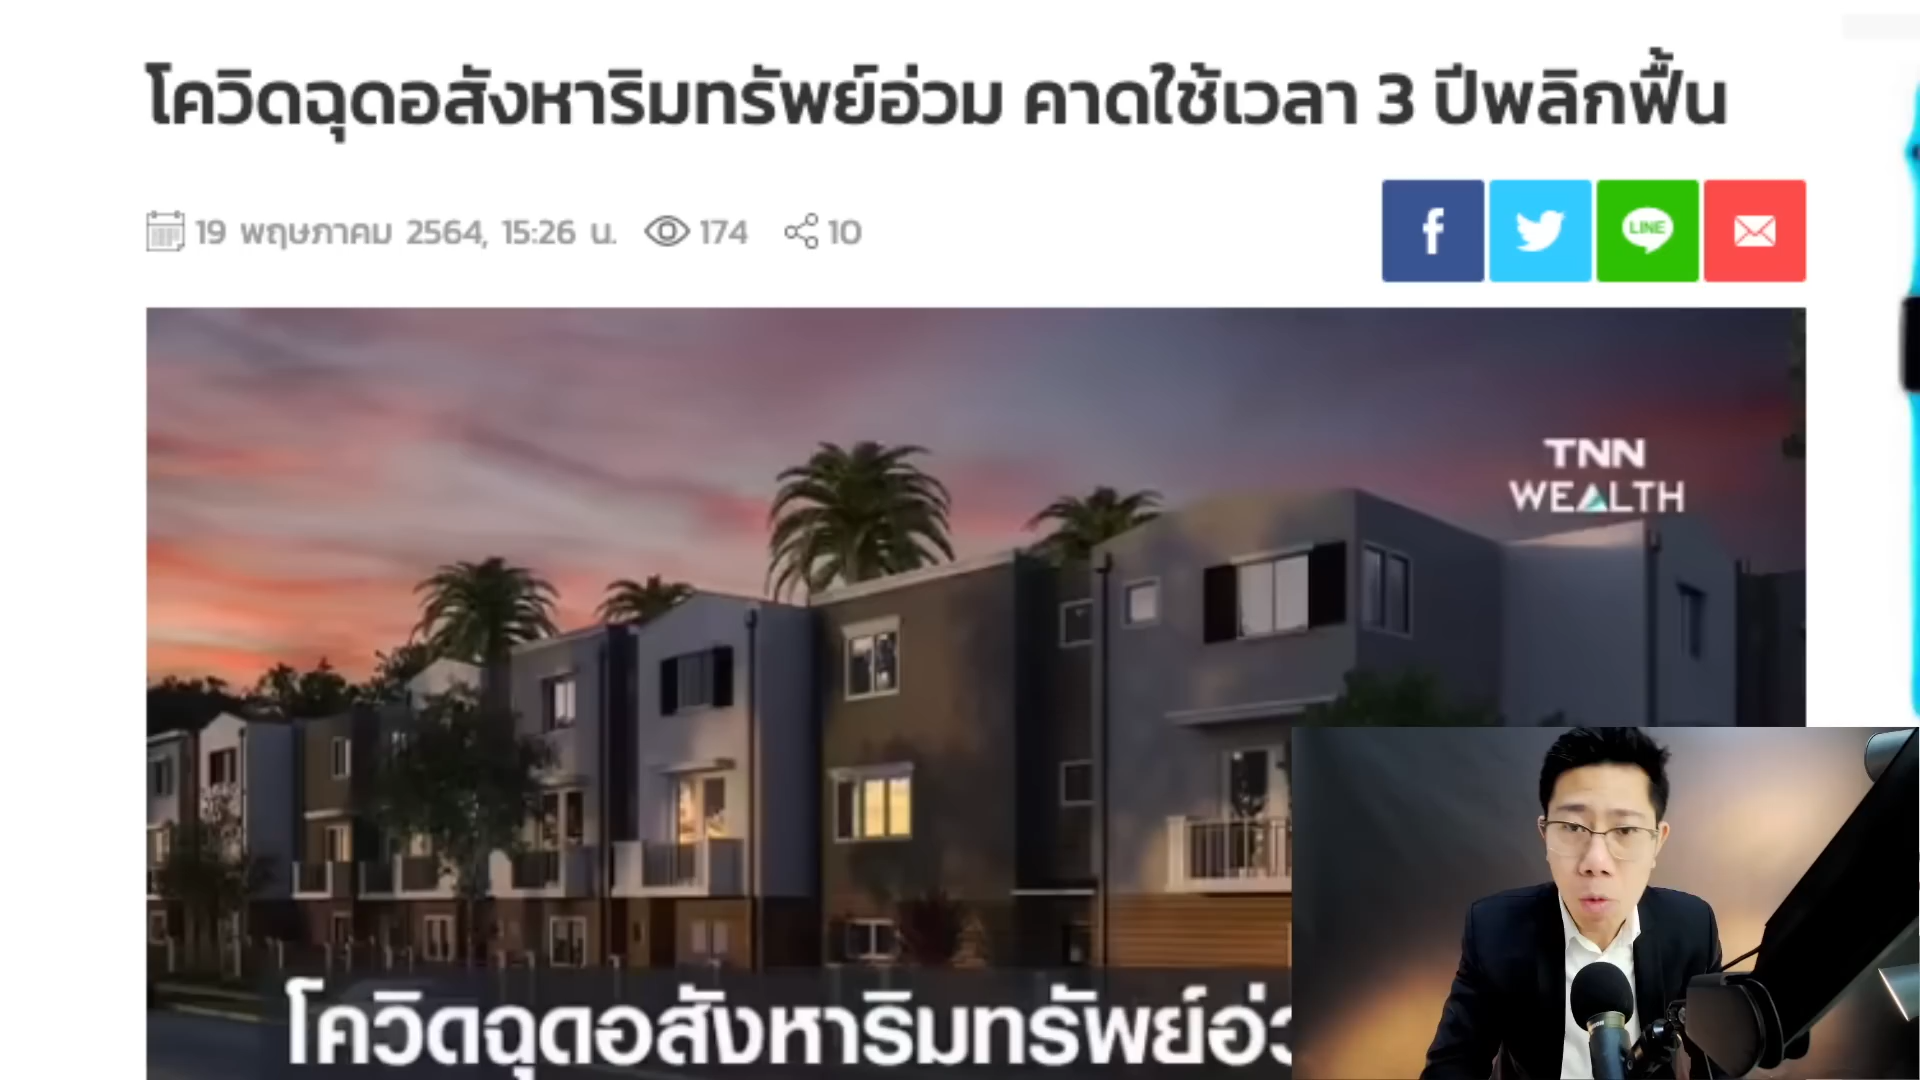 โควิดฉุดอสังหาริมทรัพย์อ่วม คาดใช้เวลา 3 ปีพลิกฟื้น
19 พฤษภาคม 2564, 15:26 น. 174 10
f LINE
TNN
WEALTH
โควิดฉุดอสังหาริมทรัพย์อ่ว